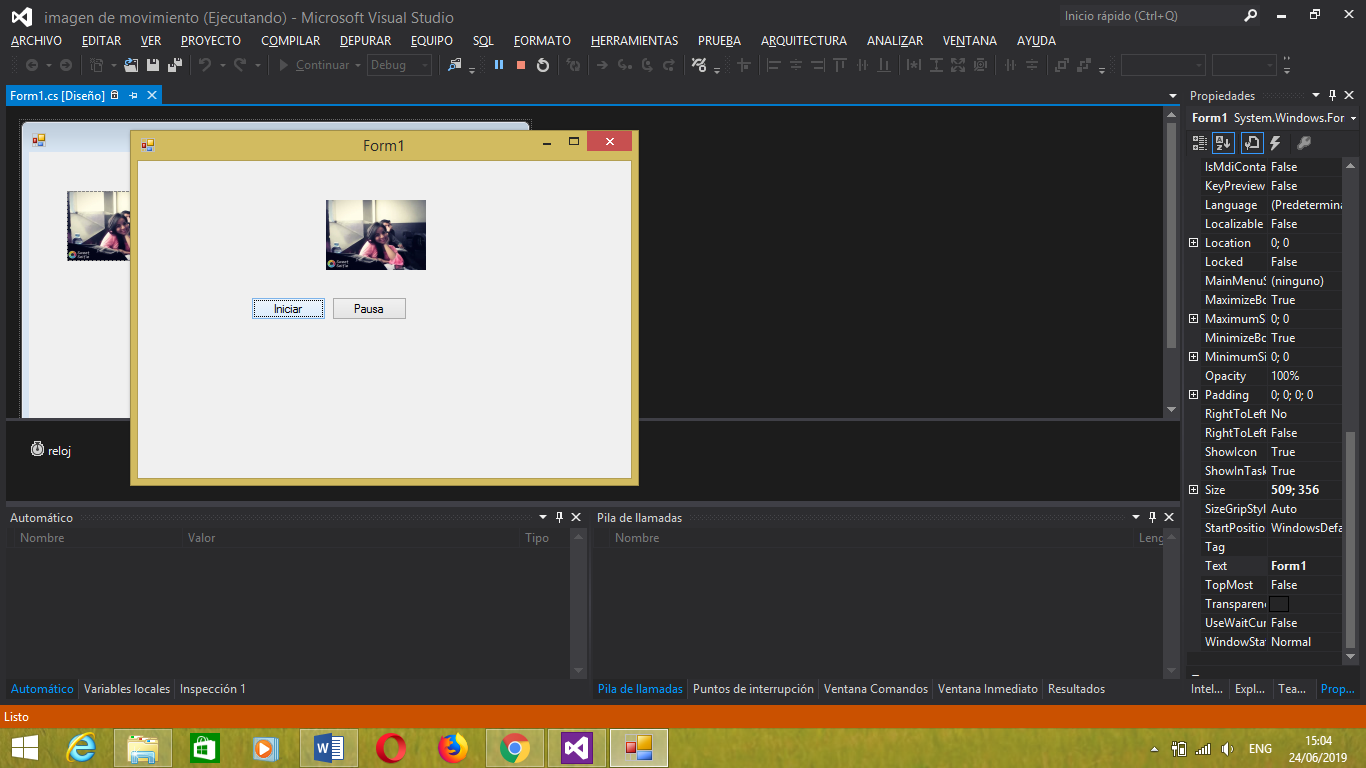 imagen de movimiento (Ejecutando) - Microsoft Visual Studio
Inicio rápido (Ctrl+Q)
ARCHIVO EDITAR VER PROYECTO COMPILAR DEPURAR EQUIPO SQL FORMATO HERRAMIENTAS PRUEBA ARQUITECTURA ANALIZAR VENTANA AYUDA
Continuar Debug
Form1.cs [Diseño]
Form1
Iniciar Pausa
reloj
Automático
Nombre Valor Tipo
Automático Variables locales Inspección 1
Pila de llamadas
Nombre Leng
Pila de llamadas Puntos de interrupción Ventana Comandos Ventana Inmediato Resultados
Propiedades
Form1 System.Windows.For
IsMdiConta False
KeyPreview False
Language (Predetermina
Localizable False
Location 0; 0
Locked False
MainMenuS (ninguno)
MaximizeBo True
MaximumS 0; 0
MinimizeBo True
MinimumSi 0; 0
Opacity 100%
Padding 0; 0; 0; 0
RightToLeft No
RightToLeft False
ShowIcon True
ShowInTask True
Size 509; 356
SizeGripStyl Auto
StartPositio WindowsDefa
Tag
Text Form1
TopMost False
Transparen
UseWaitCur False
WindowStat Normal
Intel... Expl... Tea... Prop...
Listo
ENG
15:04
24/06/2019